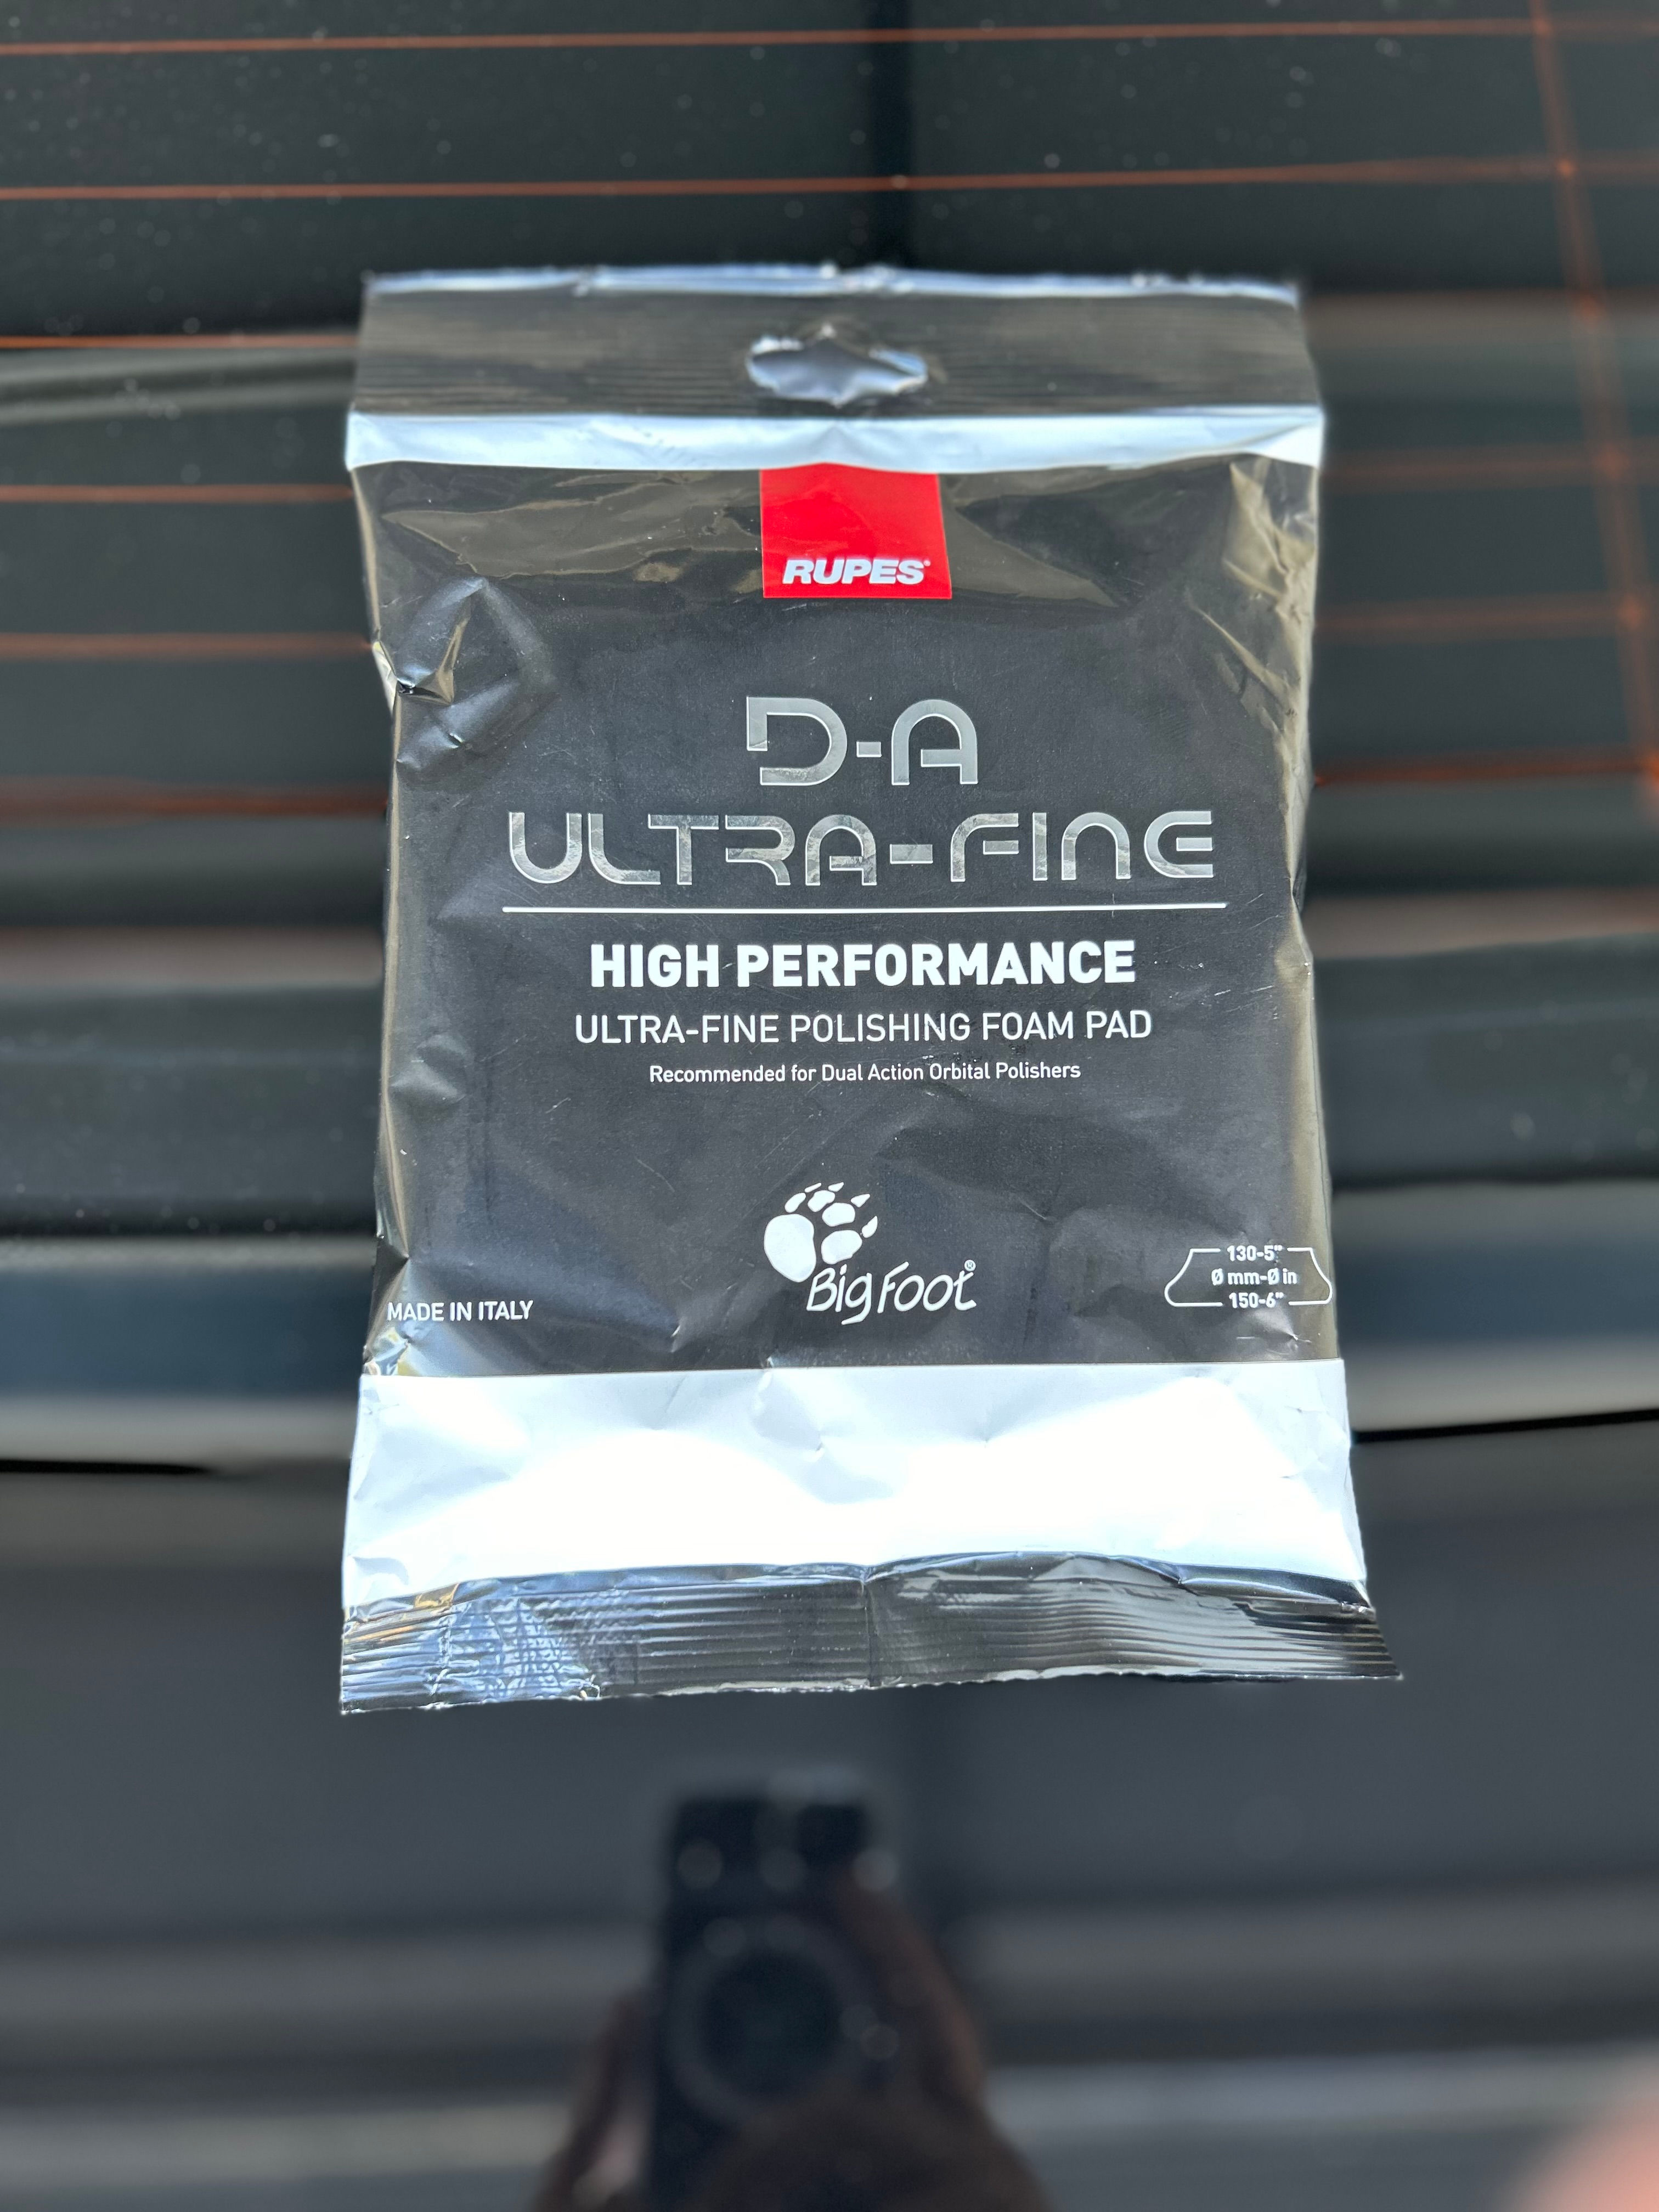 RUPES®
D-A
ULTRA-FINE
HIGH PERFORMANCE
ULTRA-FINE POLISHING FOAM PAD
Recommended for Dual Action Orbital Polishers
BigFoot®
MADE IN ITALY
130-5"
Ø mm-Ø in
150-6"